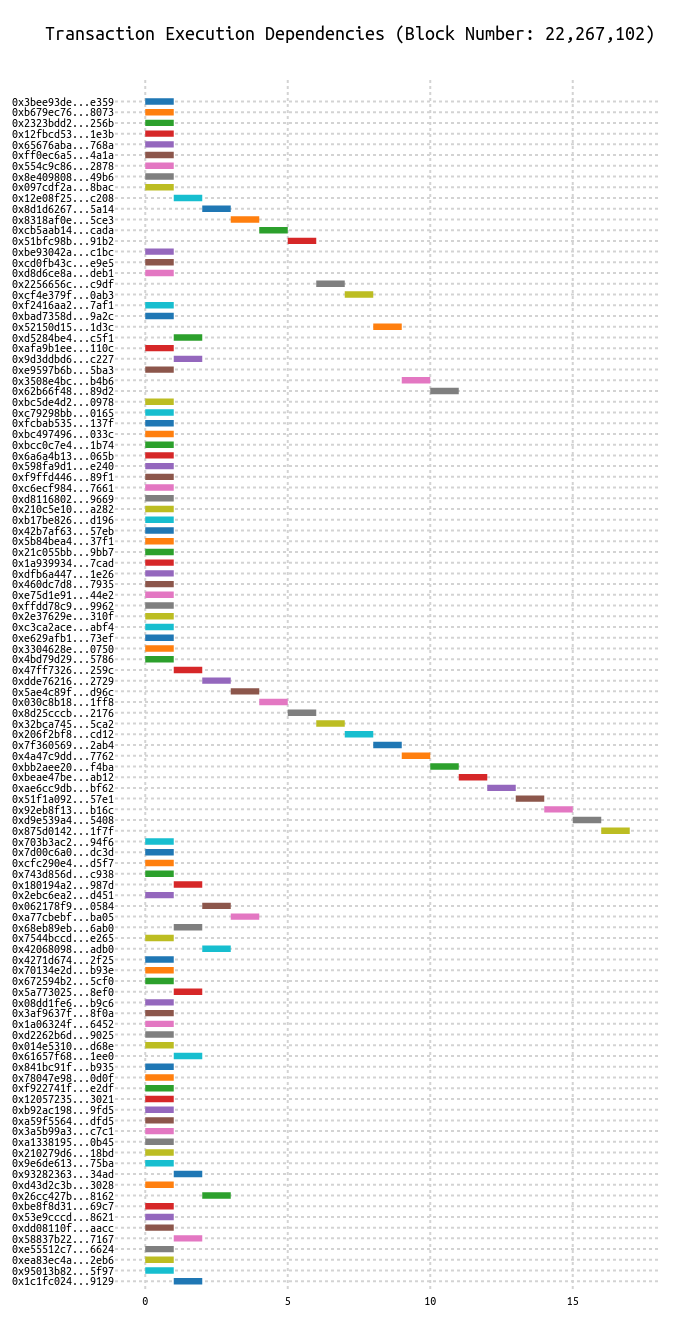 Transaction Execution Dependencies (Block Number: 22,267,102)
0x3bee93de...e359
0xb679ec76...8073
0x2323bdd2...256b
0x12fbcd53...1e3b
0x65676aba...768a
0xff0ec6a5...4a1a
0x554c9c86...2878
0x8e409808...49b6
0x097cdf2a...8bac
0x12e08f25...c208
0x8d1d6267...5a14
0x8318af0e...5ce3
0xcb5aab14...cada
0x51bfc98b...91b2
0xbe93042a...c1bc
0xcd0fb43c...e9e5
0xd8d6ce8a...deb1
0x2256656c...c9df
0xcf4e379f...0ab3
0xf2416aa2...7af1
0xbad7358d...9a2c
0x52150d15...1d3c
0xd5284be4...c5f1
0xafa9b1ee...110c
0x9d3ddbd6...c227
0xe9597b6b...5ba3
0x3508e4bc...b4b6
0x62b66f48...89d2
0xbc5de4d2...0978
0xc79298bb...0165
0xfcbab535...137f
0xbc497496...033c
0xbcc0c7e4...1b74
0x6a6a4b13...065b
0x598fa9d1...e240
0xf9ffd446...89f1
0xc6ecf984...7661
0xd8116802...9669
0x210c5e10...a282
0xb17be826...d196
0x42b7af63...57eb
0x5b84bea4...37f1
0x21c055bb...9bb7
0x1a939934...7cad
0xdfb6a447...1e26
0x460dc7d8...7935
0xe75d1e91...44e2
0xffdd78c9...9962
0x2e37629e...310f
0xc3ca2ace...abf4
0xe629afb1...73ef
0x3304628e...0750
0x4bd79d29...5786
0x47ff7326...259c
0xdde76216...2729
0x5ae4c89f...d96c
0x030c8b18...1ff8
0x8d25cccb...2176
0x32bca745...5ca2
0x206f2bf8...cd12
0x7f360569...2ab4
0x4a47c9dd...7762
0xbb2aee20...f4ba
0xbeae47be...ab12
0xae6cc9db...bf62
0x51f1a092...57e1
0x92eb8f13...b16c
0xd9e539a4...5408
0x875d0142...1f7f
0x703b3ac2...94f6
0x7d00c6a0...dc3d
0xcfc290e4...d5f7
0x743d856d...c938
0x180194a2...987d
0x2ebc6ea2...d451
0x062178f9...0584
0xa77cbebf...ba05
0x68eb89eb...6ab0
0x7544bccd...e265
0x42068098...adb0
0x4271d674...2f25
0x70134e2d...b93e
0x672594b2...5cf0
0x5a773025...8ef0
0x08dd1fe6...b9c6
0x3af9637f...8f0a
0x1a06324f...6452
0xd2262b6d...9025
0x014e5310...d68e
0x61657f68...1ee0
0x841bc91f...b935
0x78047e98...0d0f
0xf922741f...e2df
0x12057235...3021
0xb92ac198...9fd5
0xa59f5564...dfd5
0x3a5b99a3...c7c1
0xa1338195...0b45
0x210279d6...18bd
0x9e6de613...75ba
0x93282363...34ad
0xd43d2c3b...3028
0x26cc427b...8162
0xbe8f8d31...69c7
0x53e9cccd...8621
0xdd08110f...aacc
0x58837b22...7167
0xe55512c7...6624
0xea83ec4a...2eb6
0x95013b82...5f97
0x1c1fc024...9129
0 5 10 15